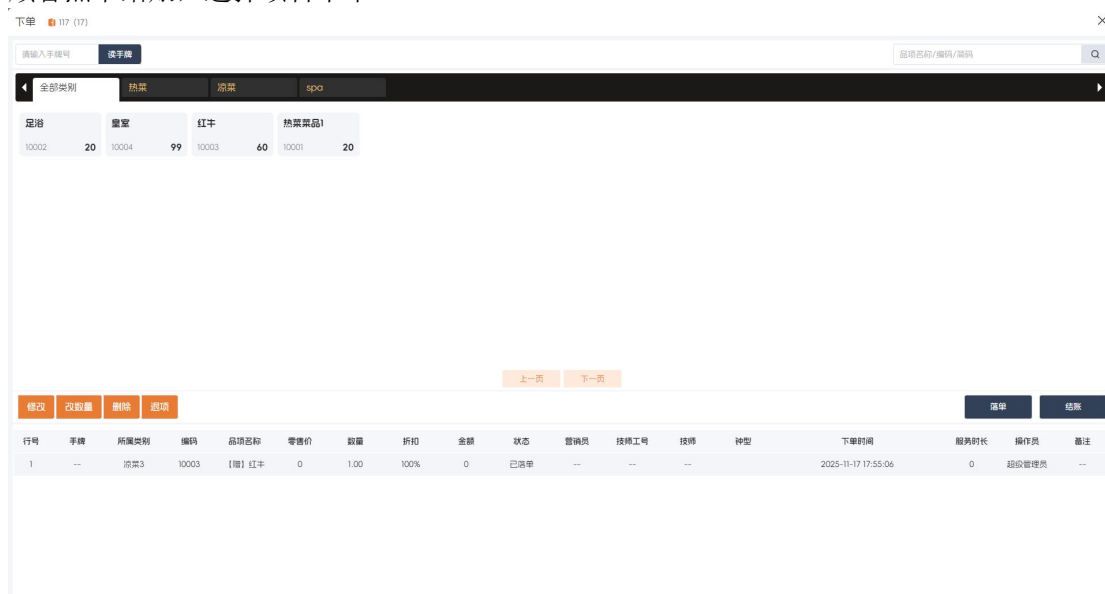 下单 117 (17)
请输入手牌号 读手牌 品项名称/编码/简码
全部类别 热菜 凉菜 spa
足浴 皇室 红牛 热菜菜品1
10002 20 10004 99 10003 60 10001 20
上一页 下一页
修改 改数量 删除 退项 落单 结账
行号 手牌 所属类别 编码 品项名称 零售价 数量 折扣 金额 状态 营销员 技师工号 技师 钟型 下单时间 服务时长 操作员 备注
1 -- 凉菜3 10003 【赠】红牛 0 1.00 100% 0 已落单 -- -- -- 2025-11-17 17:55:06 0 超级管理员 --